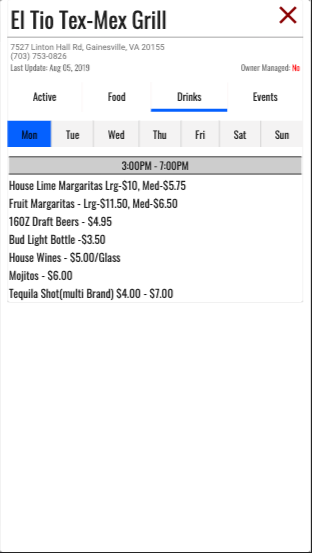 El Tio Tex-Mex Grill
7527 Linton Hall Rd, Gainesville, VA 20155
(703) 753-0826
Last Update: Aug 05, 2019 Owner Managed: No
Active Food Drinks Events
Mon Tue Wed Thu Fri Sat Sun
3:00PM - 7:00PM
House Lime Margaritas Lrg-$10, Med-$5.75
Fruit Margaritas - Lrg-$11.50, Med-$6.50
16OZ Draft Beers - $4.95
Bud Light Bottle -$3.50
House Wines - $5.00/Glass
Mojitos - $6.00
Tequila Shot(multi Brand) $4.00 - $7.00